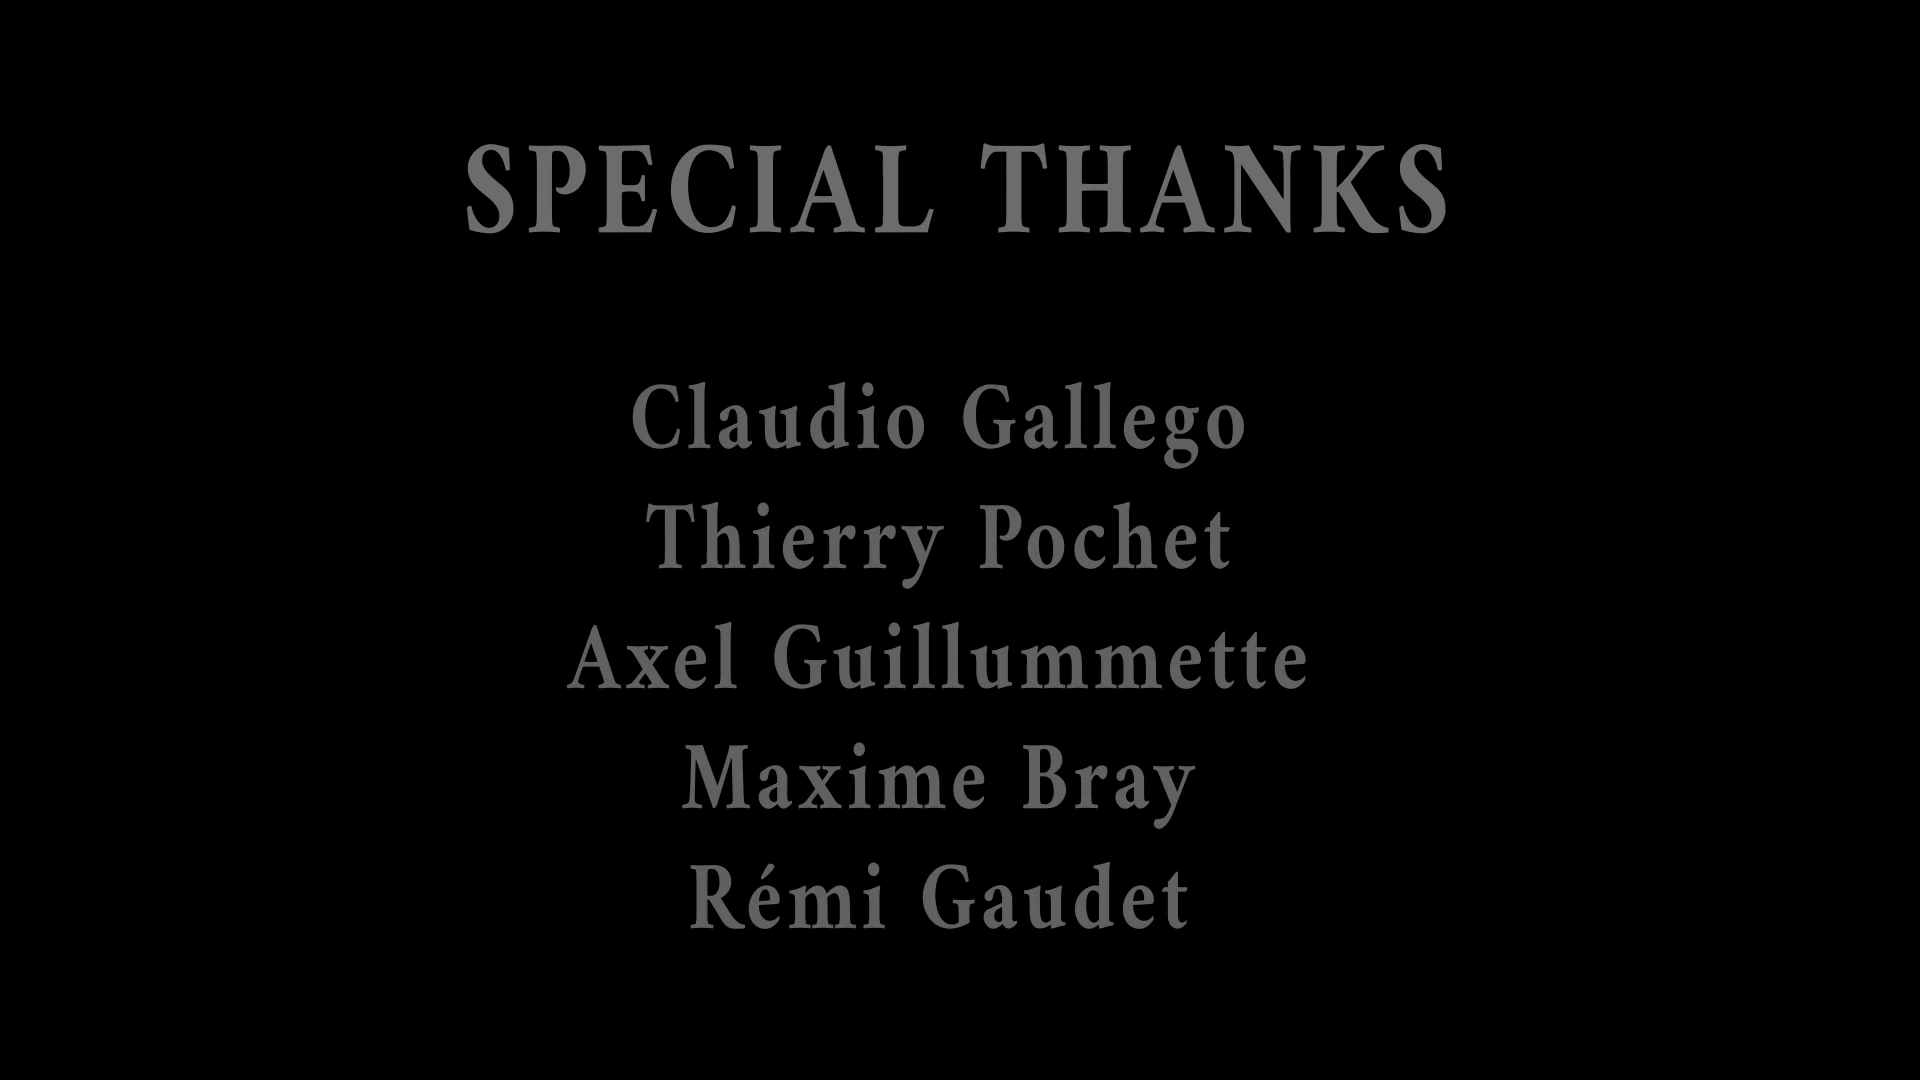 SPECIAL THANKS
Claudio Gallego
Thierry Pochet
Axel Guillummette
Maxime Bray
Rémi Gaudet